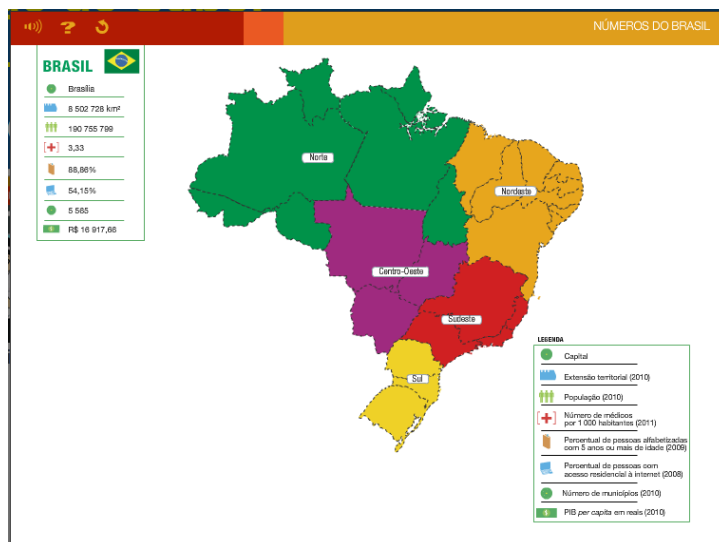 NÚMEROS DO BRASIL
BRASIL
Brasília
8 502 728 km²
190 755 799
3,33
88,86%
54,15%
5 565
R$ 16 917,66
Norte
Nordeste
Centro-Oeste
Sudeste
Sul
LEGENDA
Capital
Extensão territorial (2010)
População (2010)
Número de médicos
por 1 000 habitantes (2011)
Percentual de pessoas alfabetizadas
com 5 anos ou mais de idade (2009)
Percentual de pessoas com
acesso residencial à internet (2008)
Número de municípios (2010)
PIB per capita em reais (2010)